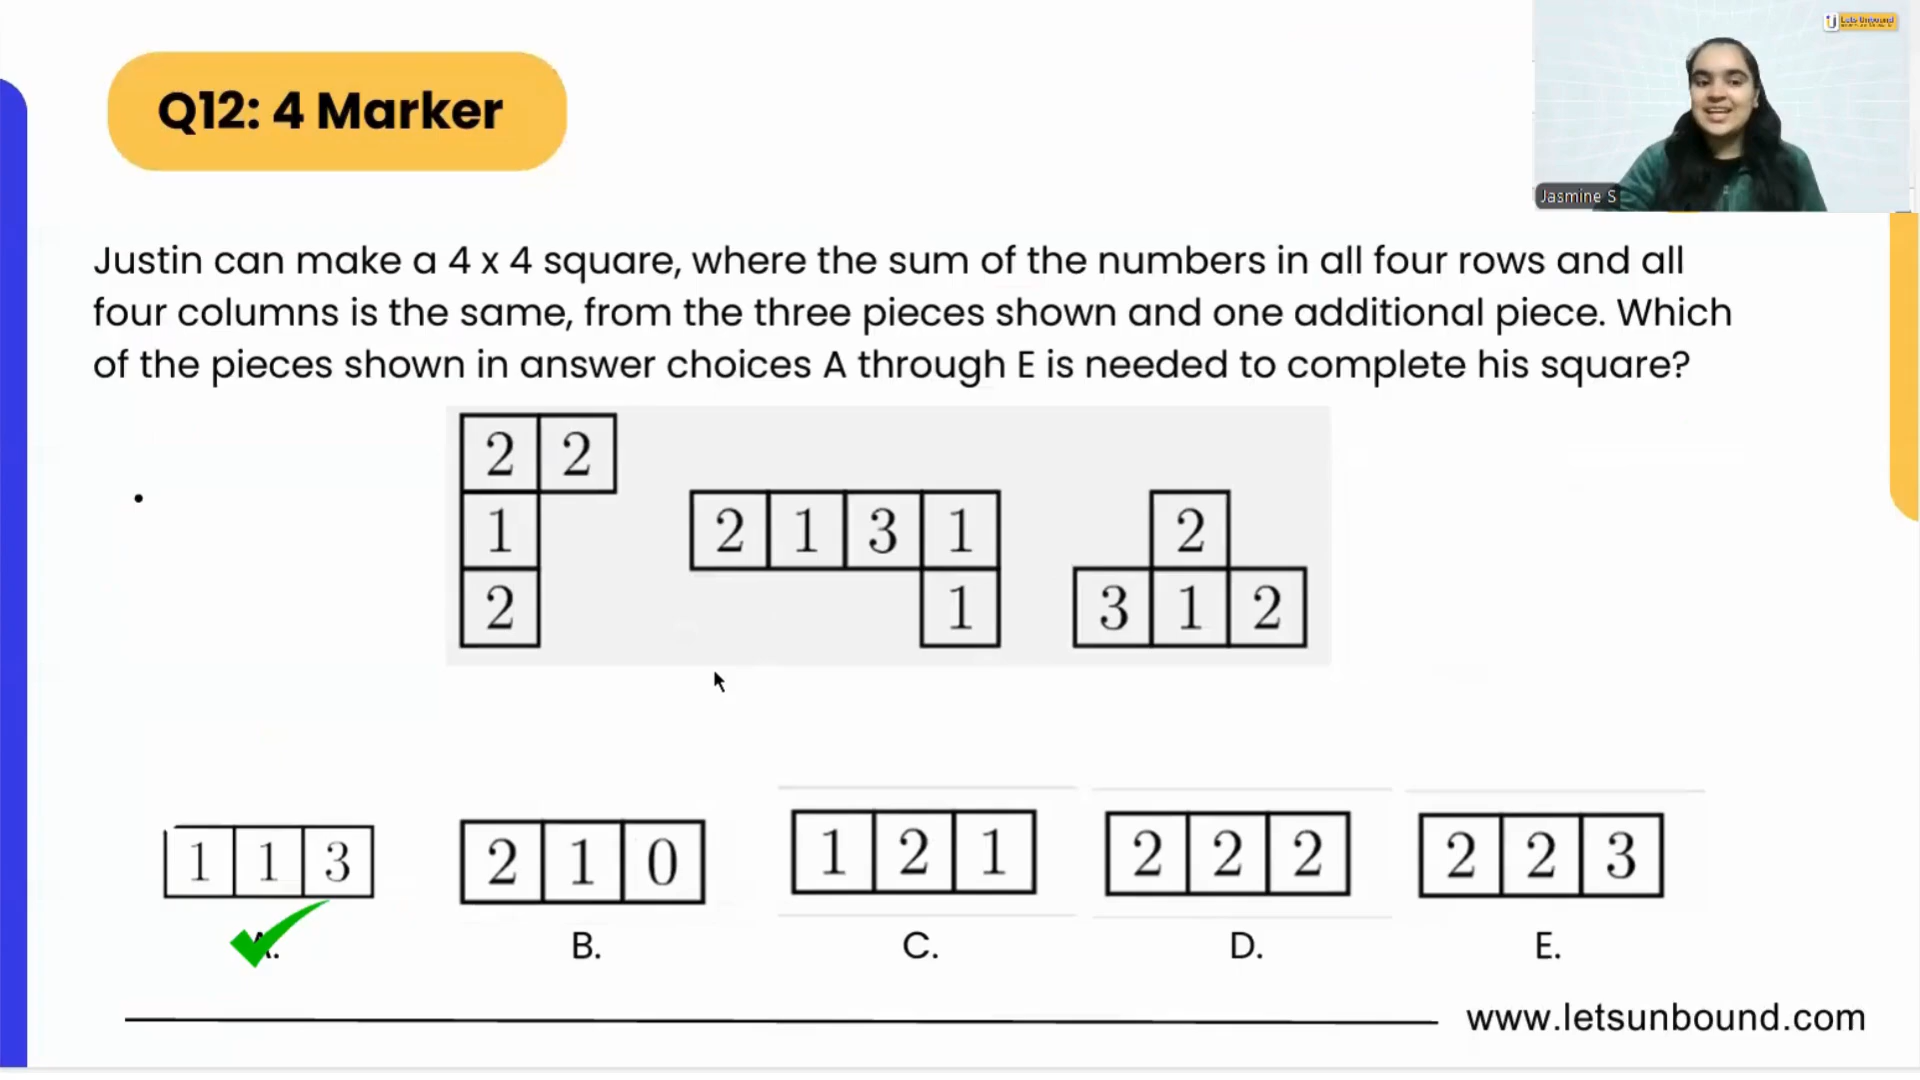 Lets Unbound
Q12: 4 Marker
Jasmine S
Justin can make a 4 x 4 square, where the sum of the numbers in all four rows and all
four columns is the same, from the three pieces shown and one additional piece. Which
of the pieces shown in answer choices A through E is needed to complete his square?
2 2
1
2
2 1 3 1
1
2
3 1 2
1 1 3
2 1 0
1 2 1
2 2 2
2 2 3
A.
B.
C.
D.
E.
www.letsunbound.com